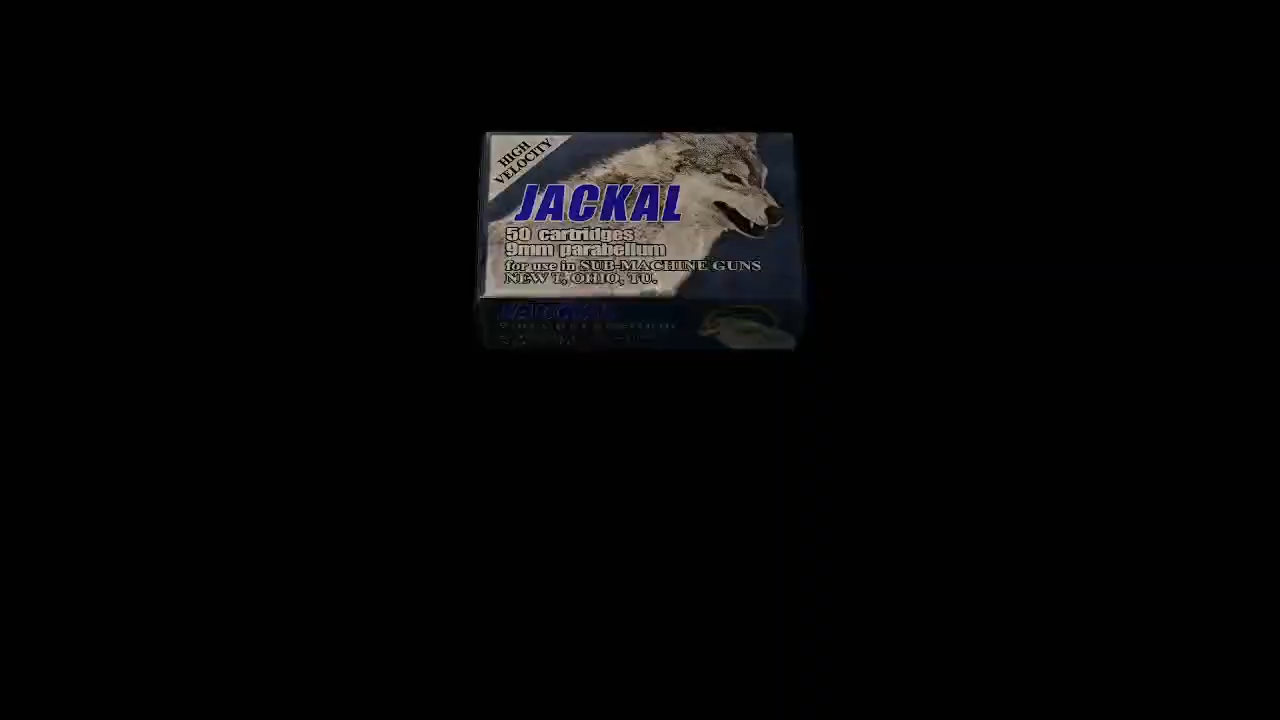 HIGH
VELOCITY
JACKAL
50 cartridges
9mm parabellum
for use in SUB-MACHINE GUNS
NEW T, OHIO, TU.